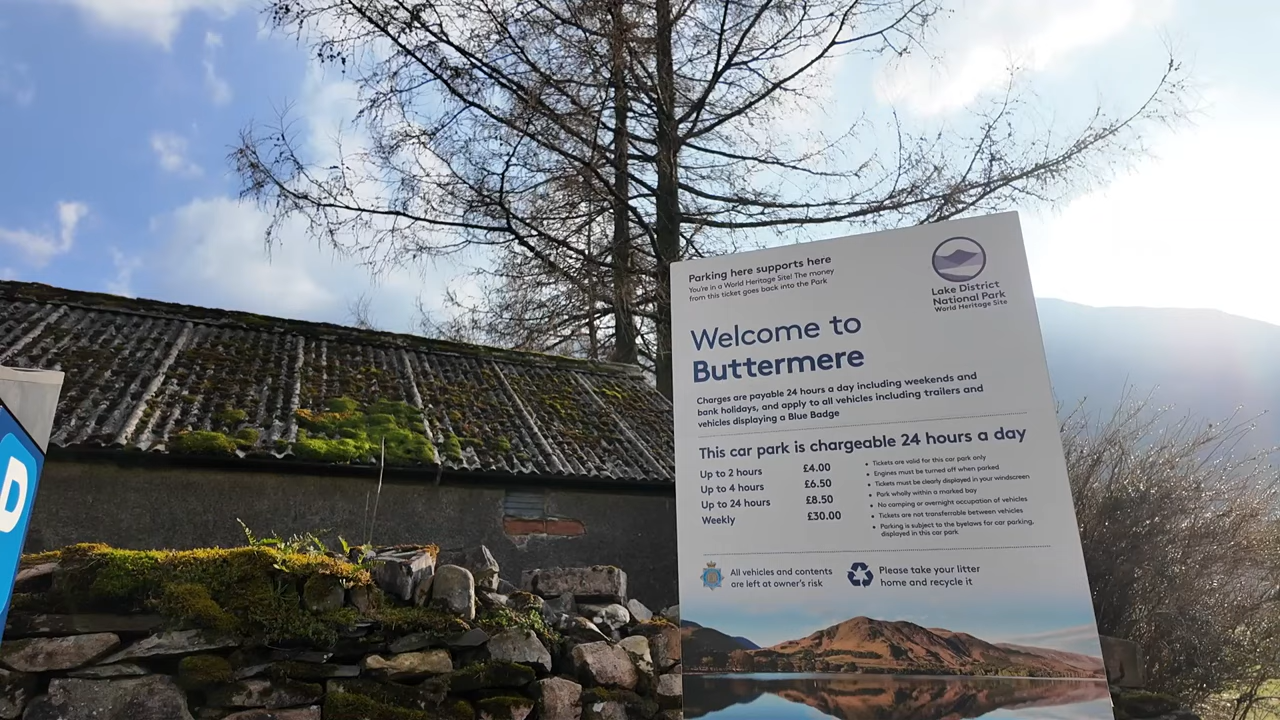 D
Parking here supports here
You're in a World Heritage Site! The money
from this ticket goes back into the Park
Lake District
National Park
World Heritage Site
Welcome to
Buttermere
Charges are payable 24 hours a day including weekends and
bank holidays, and apply to all vehicles including trailers and
vehicles displaying a Blue Badge
This car park is chargeable 24 hours a day
Up to 2 hours £4.00
Up to 4 hours £6.50
Up to 24 hours £8.50
Weekly £30.00
• Tickets are valid for this car park only
• Engines must be turned off when parked
• Tickets must be clearly displayed in your windscreen
• Park wholly within a marked bay
• No camping or overnight occupation of vehicles
• Tickets are not transferrable between vehicles
• Parking is subject to the byelaws for car parking,
displayed in this car park
All vehicles and contents
are left at owner's risk
Please take your litter
home and recycle it